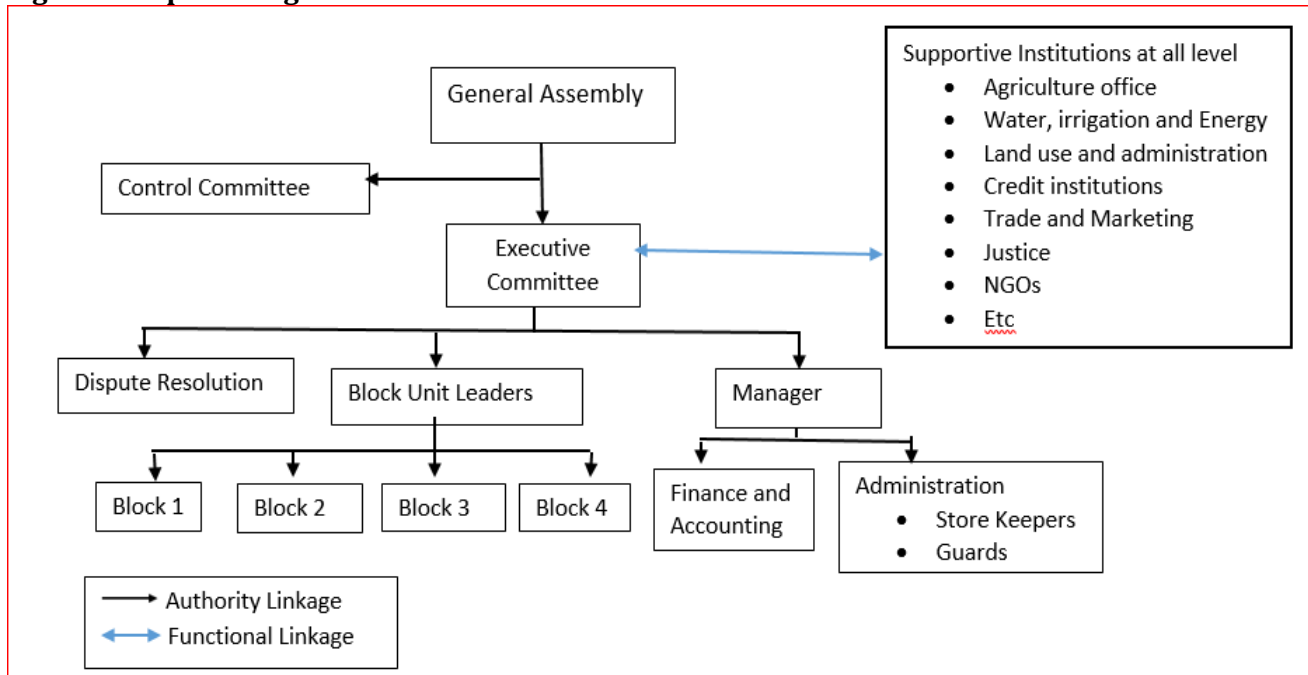 General Assembly
Supportive Institutions at all level
• Agriculture office
• Water, irrigation and Energy
• Land use and administration
• Credit institutions
• Trade and Marketing
• Justice
• NGOs
• Etc
Control Committee
Executive
Committee
Dispute Resolution
Block Unit Leaders
Manager
Block 1
Block 2
Block 3
Block 4
Finance and
Accounting
Administration
• Store Keepers
• Guards
Authority Linkage
Functional Linkage